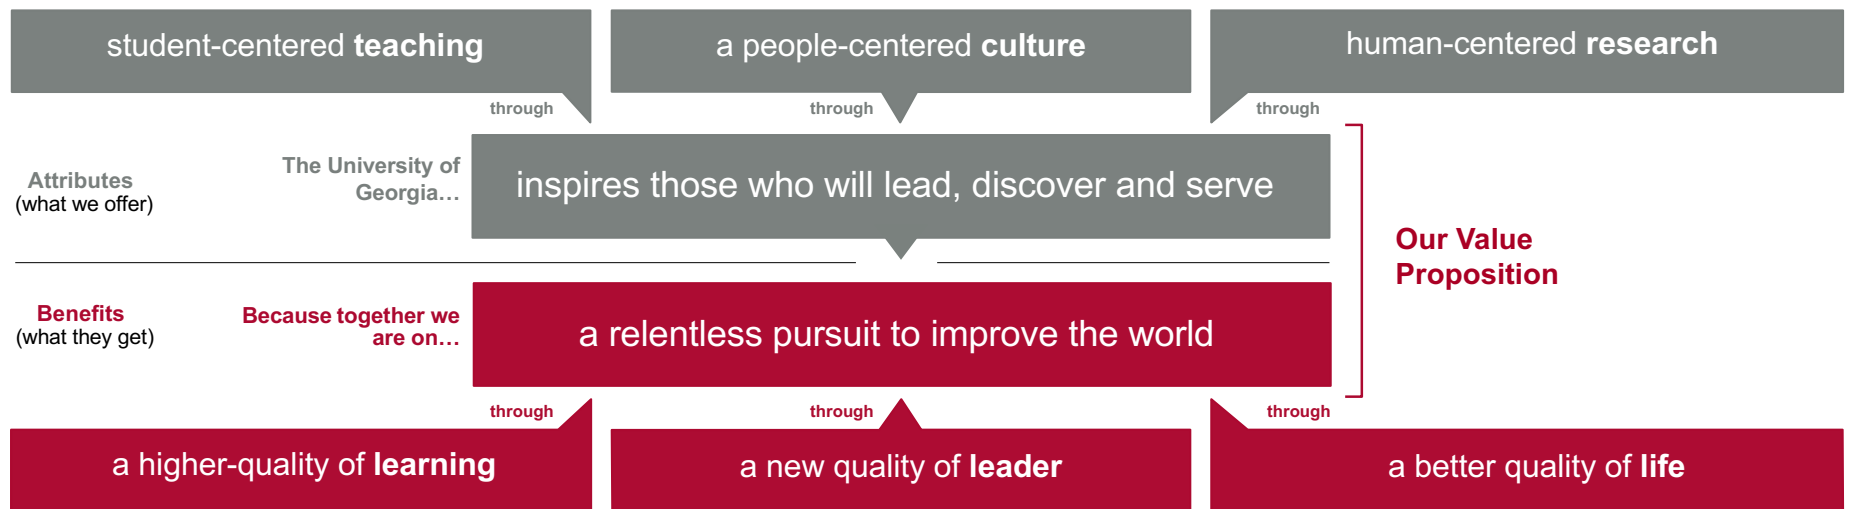 student-centered teaching
a people-centered culture
human-centered research
through
through
through
Attributes
(what we offer)
The University of
Georgia...
inspires those who will lead, discover and serve
Our Value
Proposition
Benefits
(what they get)
Because together we
are on...
a relentless pursuit to improve the world
through
through
through
a higher-quality of learning
a new quality of leader
a better quality of life